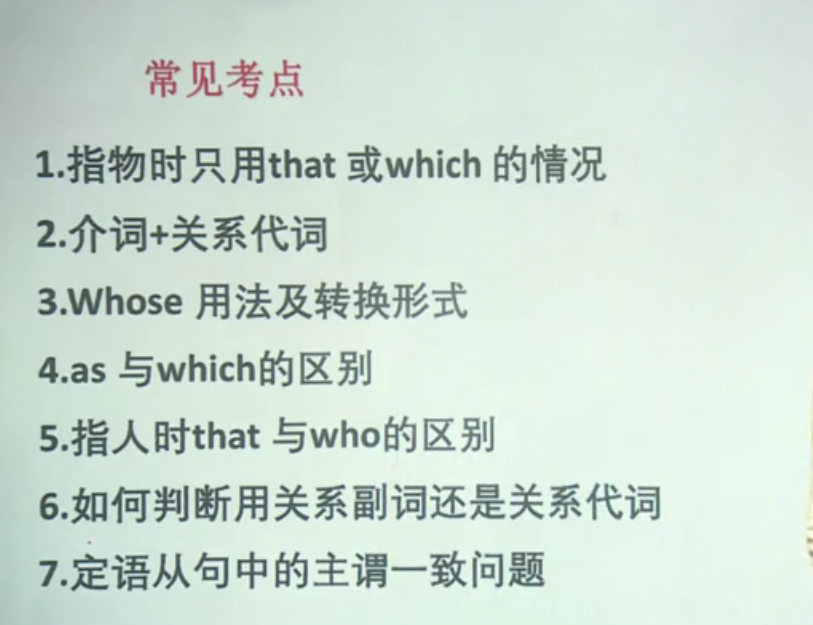 常见考点
1.指物时只用that 或which 的情况
2.介词+关系代词
3.Whose 用法及转换形式
4.as 与which的区别
5.指人时that 与who的区别
6.如何判断用关系副词还是关系代词
7.定语从句中的主谓一致问题